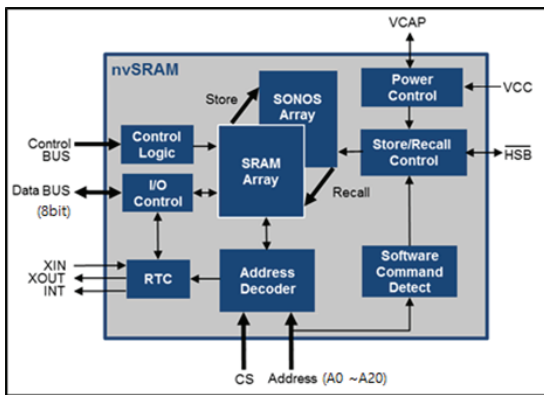 VCAP
nvSRAM
SONOS
Array
Power
Control
VCC
Store
Control
BUS
Control
Logic
SRAM
Array
Store/Recall
Control
HSB
Data BUS
(8bit)
I/O
Control
Recall
XIN
XOUT
INT
RTC
Address
Decoder
Software
Command
Detect
CS
Address (A0 ~A20)